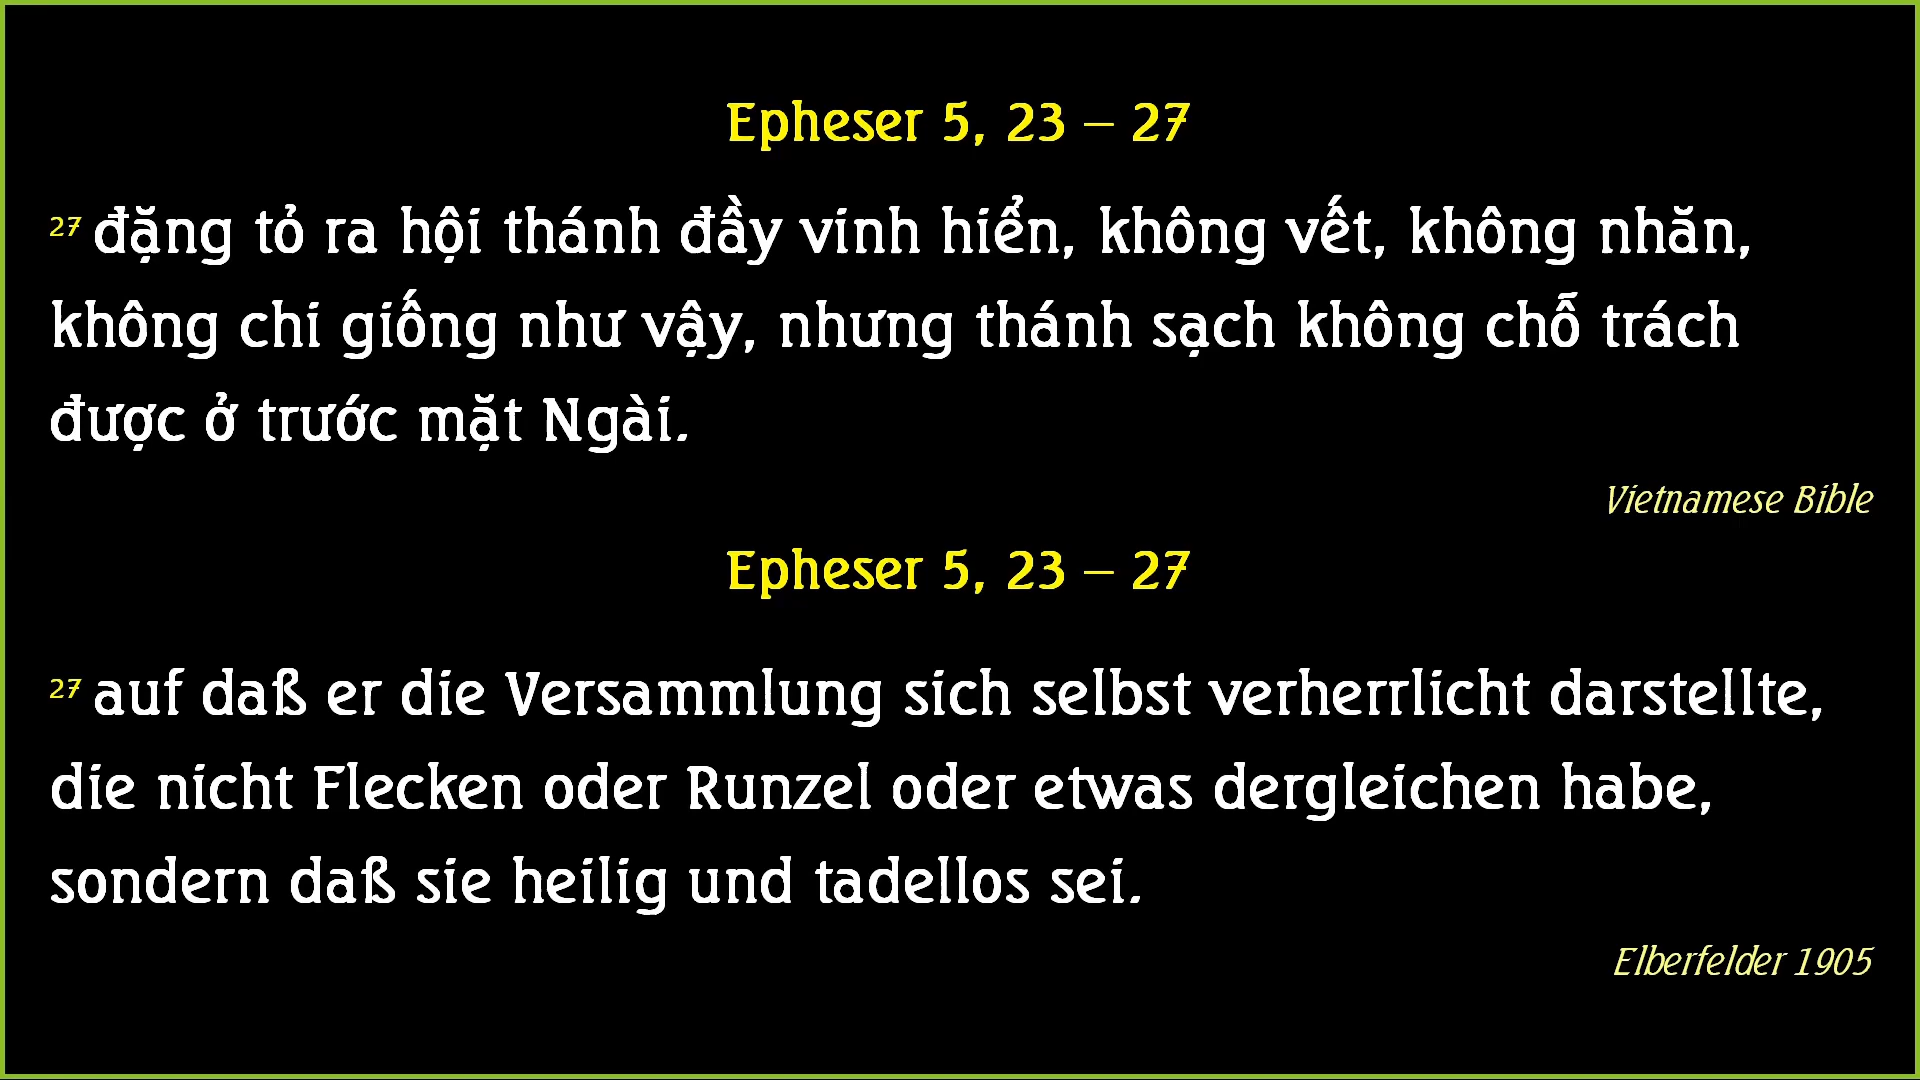 Epheser 5, 23 – 27
27 đặng tỏ ra hội thánh đầy vinh hiển, không vết, không nhăn,
không chi giống như vậy, nhưng thánh sạch không chỗ trách
được ở trước mặt Ngài.
Vietnamese Bible
Epheser 5, 23 – 27
27 auf daß er die Versammlung sich selbst verherrlicht darstellte,
die nicht Flecken oder Runzel oder etwas dergleichen habe,
sondern daß sie heilig und tadellos sei.
Elberfelder 1905